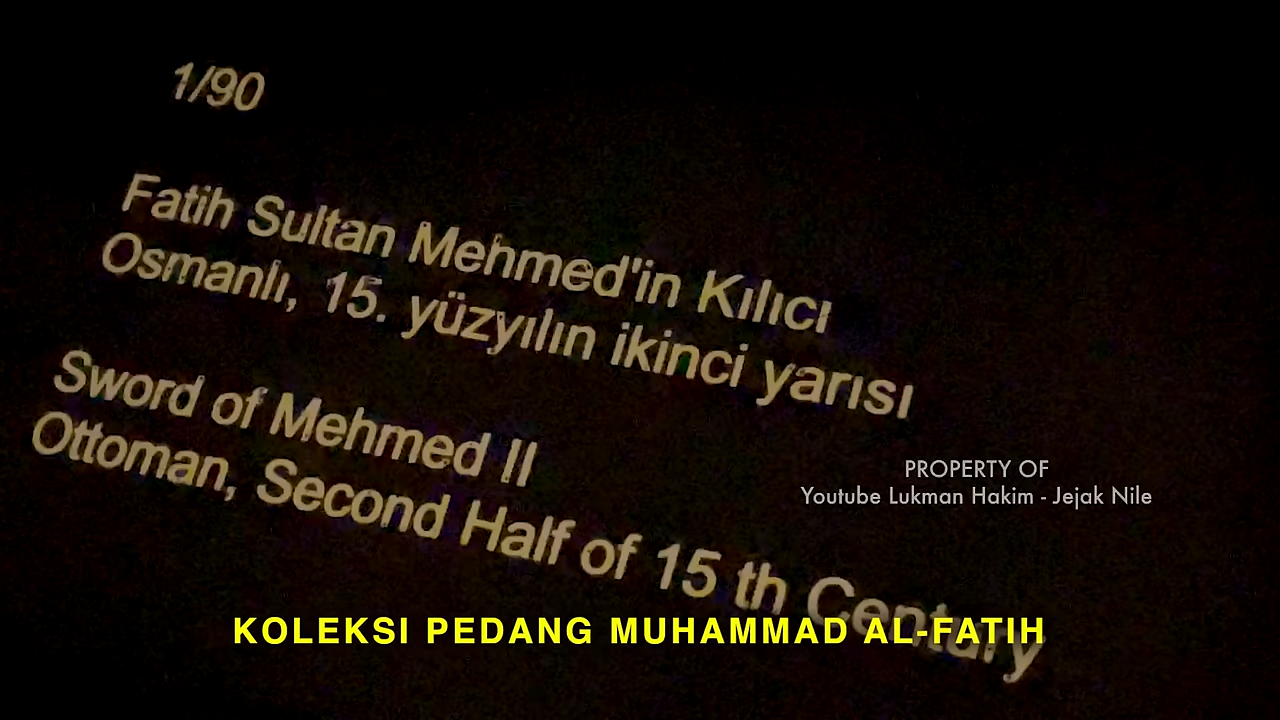 1/90
Fatih Sultan Mehmed'in Kılıcı
Osmanlı, 15. yüzyılın ikinci yarısı
Sword of Mehmed II
Ottoman, Second Half of 15 th Century
PROPERTY OF
Youtube Lukman Hakim - Jejak Nile
KOLEKSI PEDANG MUHAMMAD AL-FATIH